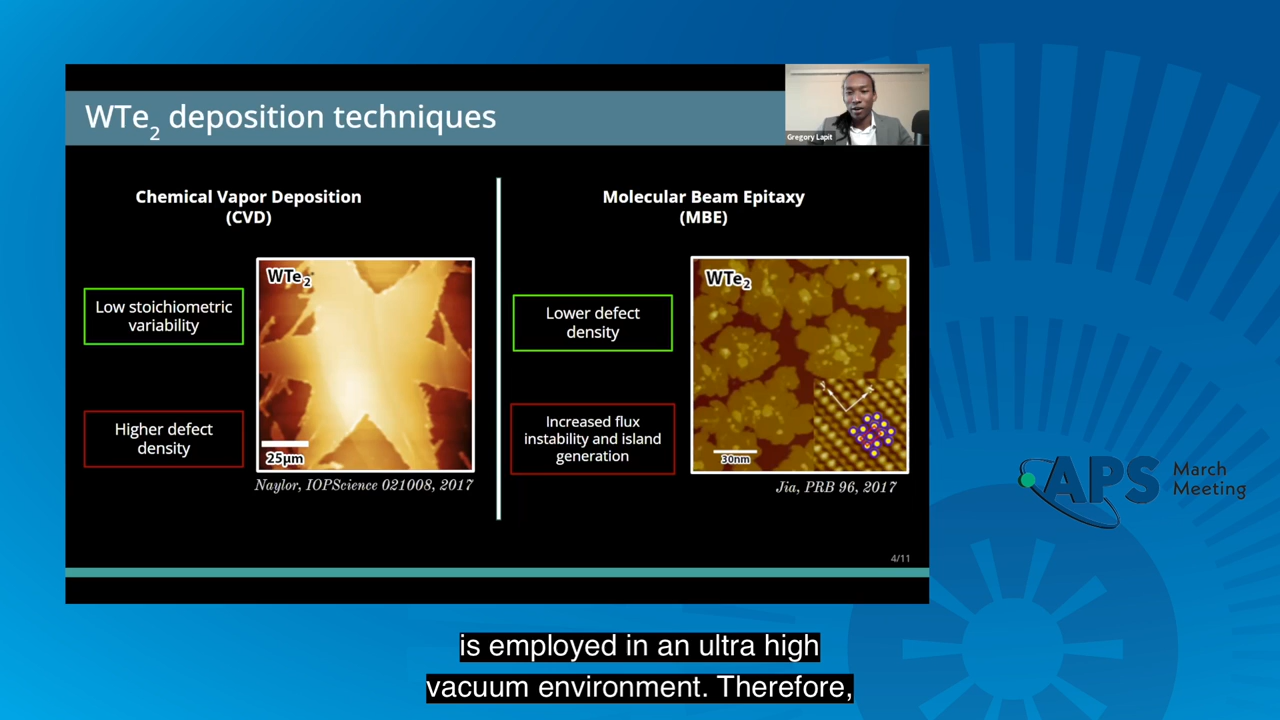 WTe2 deposition techniques
Gregory Lapit
Chemical Vapor Deposition
(CVD)
Low stoichiometric
variability
Higher defect
density
WTe2
25μm
Naylor, IOPScience 021008, 2017
Molecular Beam Epitaxy
(MBE)
Lower defect
density
Increased flux
instability and island
generation
WTe2
30nm
Jia, PRB 96, 2017
4/11
APS March
Meeting
is employed in an ultra high
vacuum environment. Therefore,